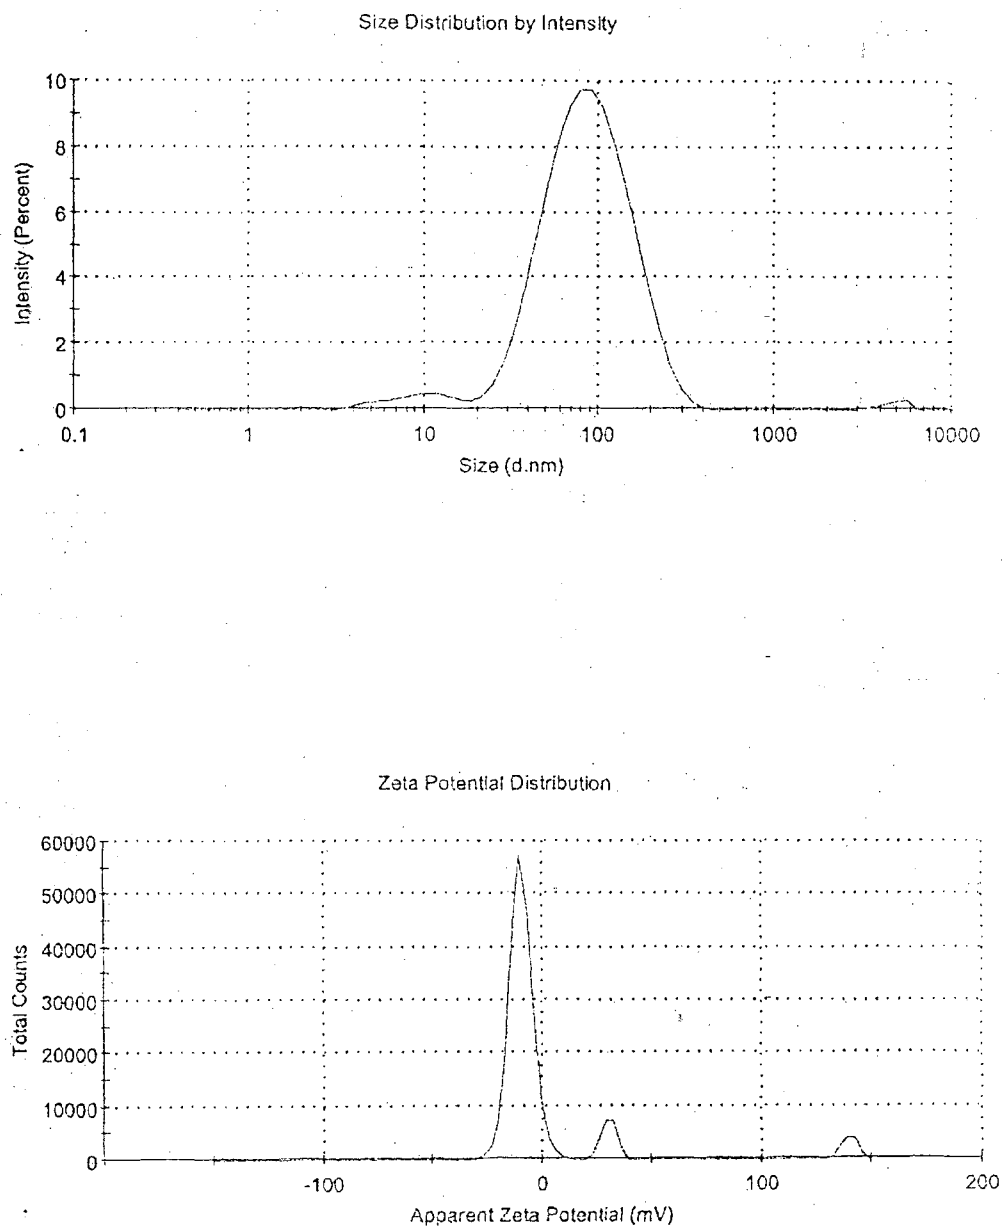 Size Distribution by Intensity
10
8
6
4
2
0
Intensity (Percent)
0.1 1 10 100 1000 10000
Size (d.nm)
Zeta Potential Distribution
60000
50000
40000
30000
20000
10000
0
Total Counts
-100 0 100 200
Apparent Zeta Potential (mV)